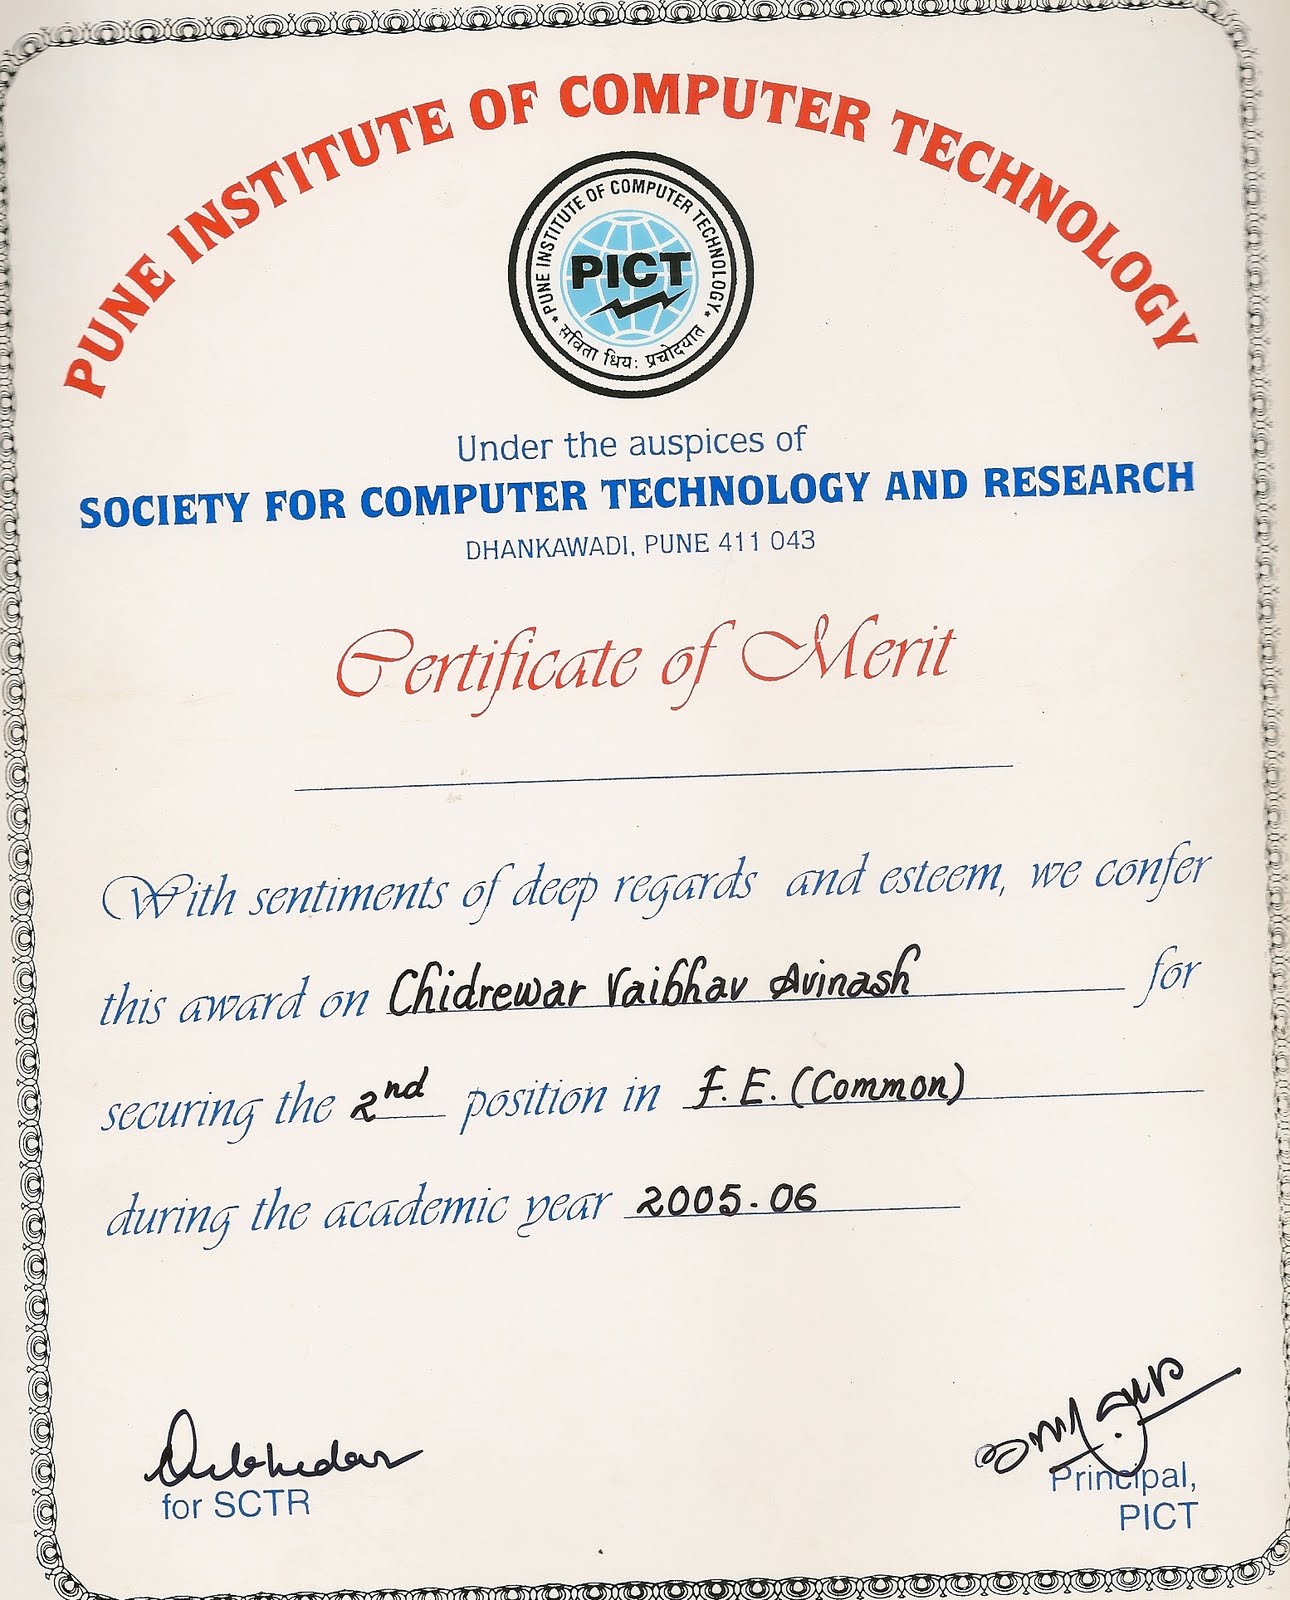 PUNE INSTITUTE OF COMPUTER TECHNOLOGY
PUNE INSTITUTE OF COMPUTER TECHNOLOGY
PICT
* सविता धियः प्रचोदयात *
Under the auspices of
SOCIETY FOR COMPUTER TECHNOLOGY AND RESEARCH
DHANKAWADI, PUNE 411 043
Certificate of Merit
With sentiments of deep regards and esteem, we confer
this award on Chidrewar Vaibhav Avinash for
securing the 2nd position in F.E. (Common)
during the academic year 2005-06
for SCTR
Principal,
PICT